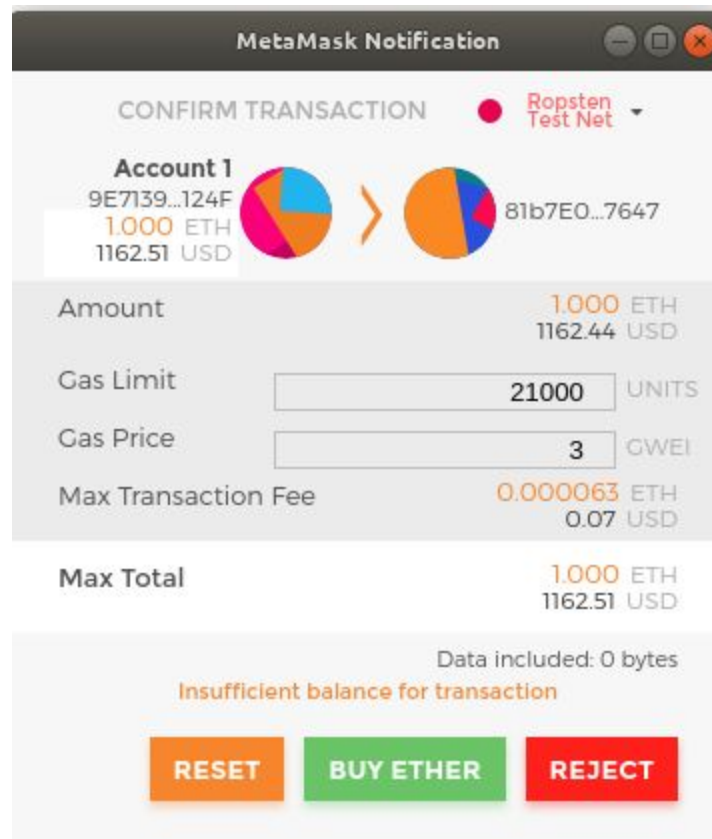 MetaMask Notification
CONFIRM TRANSACTION
Ropsten
Test Net
Account 1
9E7139...124F
1.000 ETH
1162.51 USD
81b7E0...7647
Amount
1.000 ETH
1162.44 USD
Gas Limit
21000 UNITS
Gas Price
3 GWEI
Max Transaction Fee
0.000063 ETH
0.07 USD
Max Total
1.000 ETH
1162.51 USD
Data included: 0 bytes
Insufficient balance for transaction
RESET
BUY ETHER
REJECT